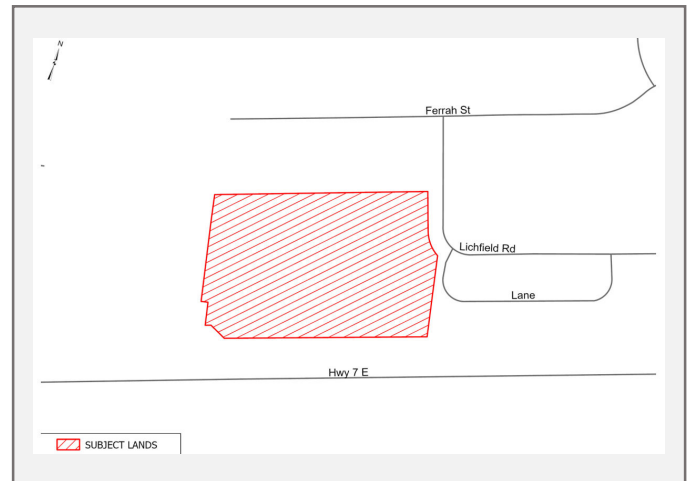 N
Ferrah St
Lichfield Rd
Lane
Hwy 7 E
SUBJECT LANDS